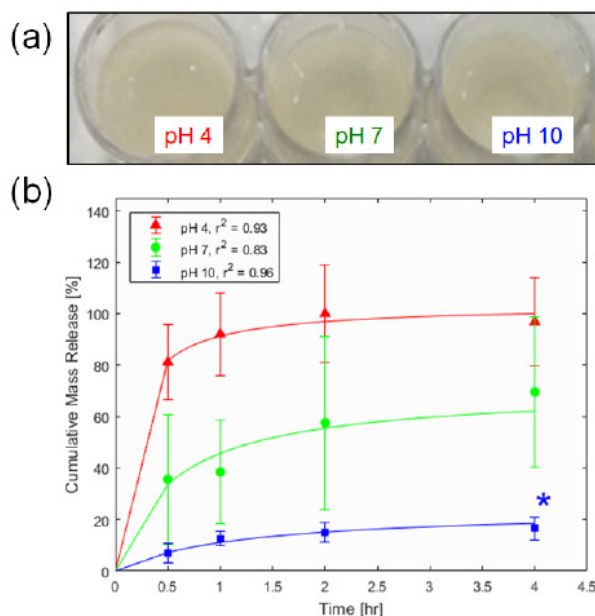 (a)
pH 4 pH 7 pH 10
(b)
140
120
100
80
60
40
20
0
Cumulative Mass Release [%]
pH 4, r² = 0.93
pH 7, r² = 0.83
pH 10, r² = 0.96
*
0 0.5 1 1.5 2 2.5 3 3.5 4 4.5
Time [hr]